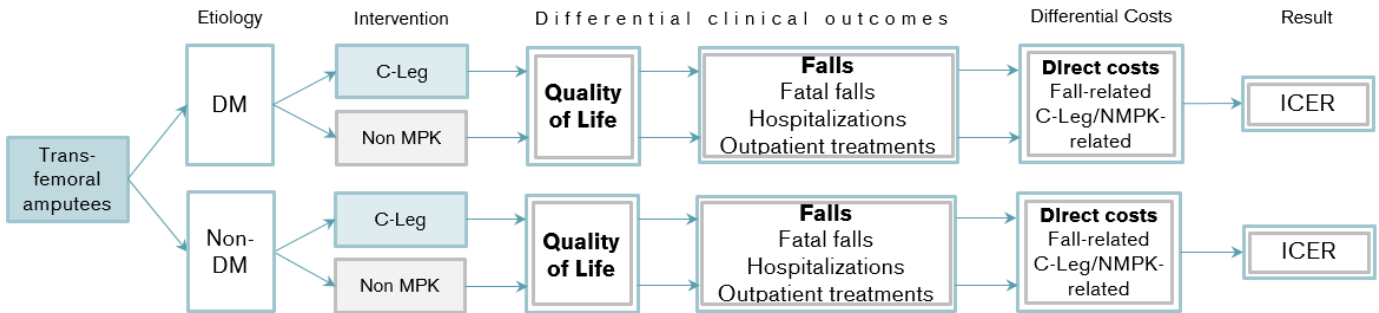 Etiology
Intervention
Differential clinical outcomes
Differential Costs
Result
Trans-
femoral
amputees
DM
C-Leg
Non MPK
Quality
of Life
Falls
Fatal falls
Hospitalizations
Outpatient treatments
Direct costs
Fall-related
C-Leg/NMPK-
related
ICER
Non-
DM
C-Leg
Non MPK
Quality
of Life
Falls
Fatal falls
Hospitalizations
Outpatient treatments
Direct costs
Fall-related
C-Leg/NMPK-
related
ICER